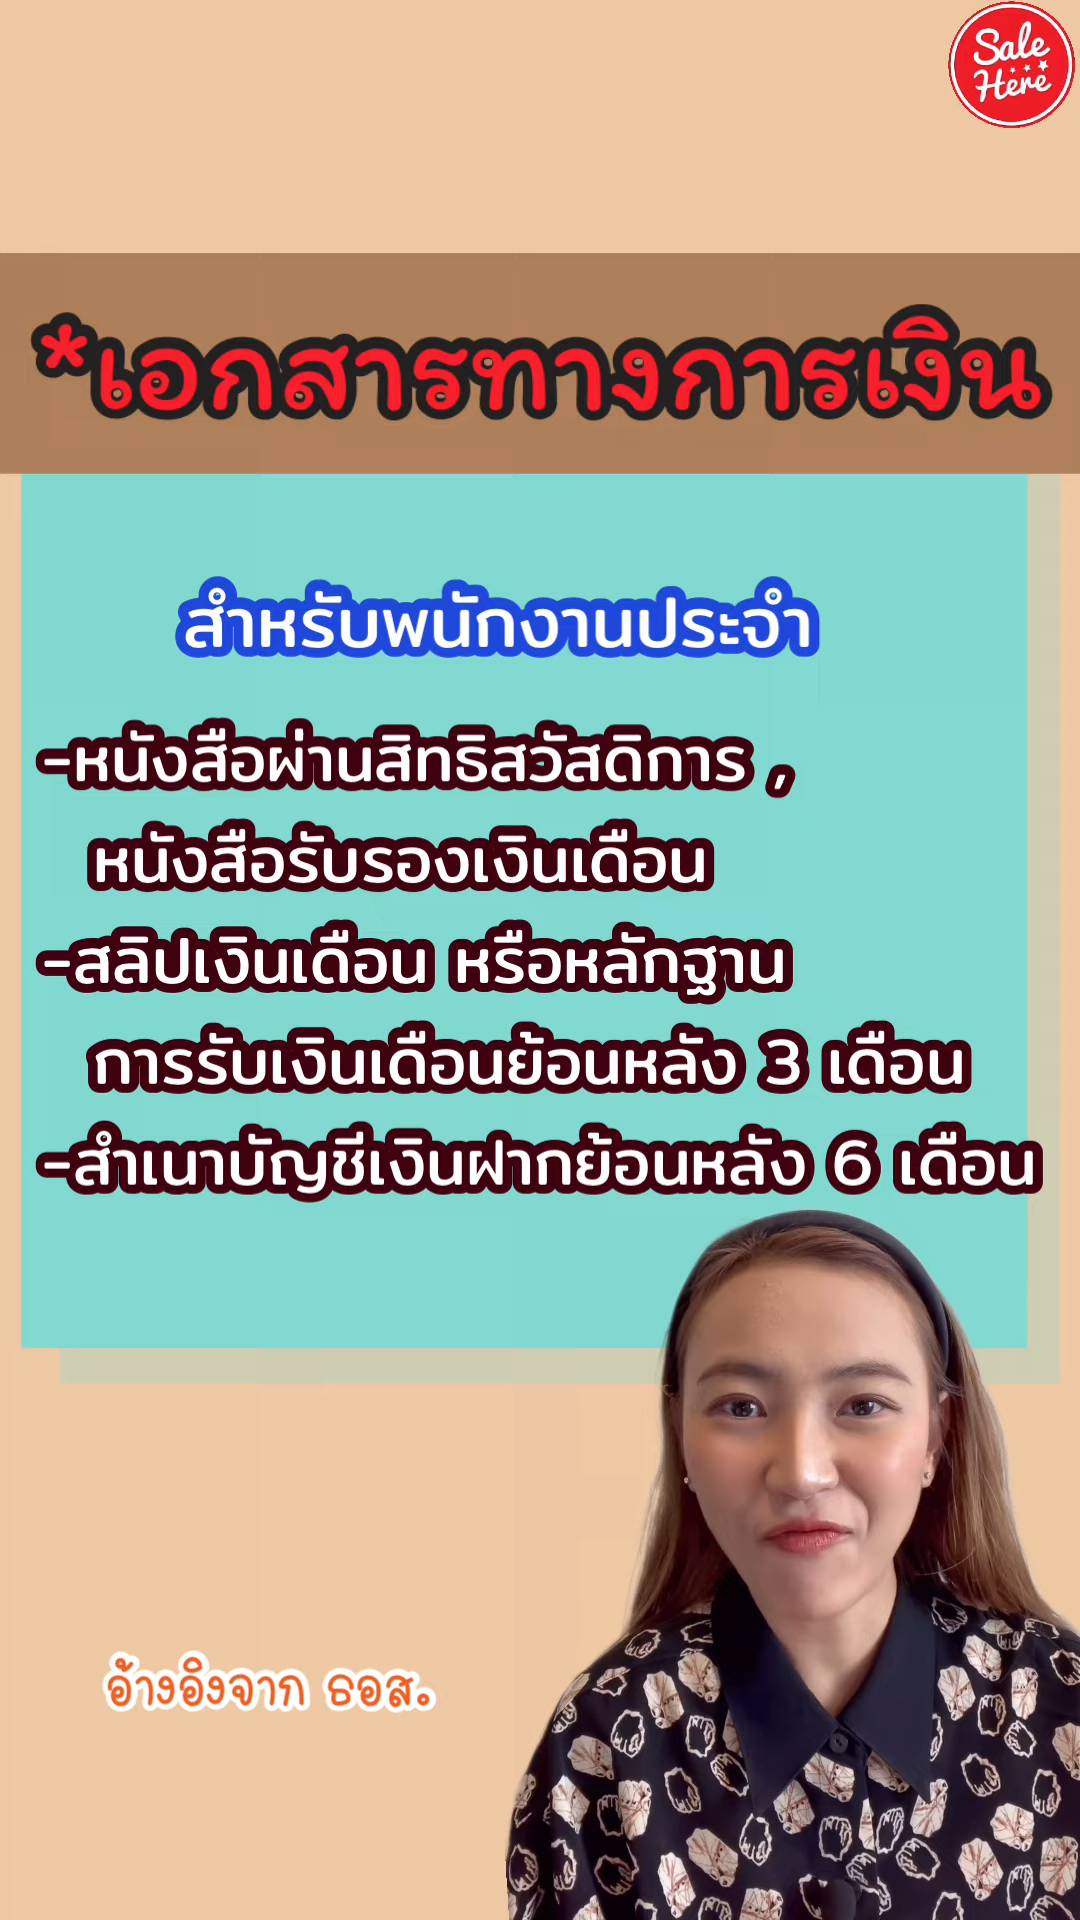 Sale
Here
*เอกสารทางการเงิน
สำหรับพนักงานประจำ
-หนังสือผ่านสิทธิสวัสดิการ ,
หนังสือรับรองเงินเดือน
-สลิปเงินเดือน หรือหลักฐาน
การรับเงินเดือนย้อนหลัง 3 เดือน
-สำเนาบัญชีเงินฝากย้อนหลัง 6 เดือน
อ้างอิงจาก ธอส.